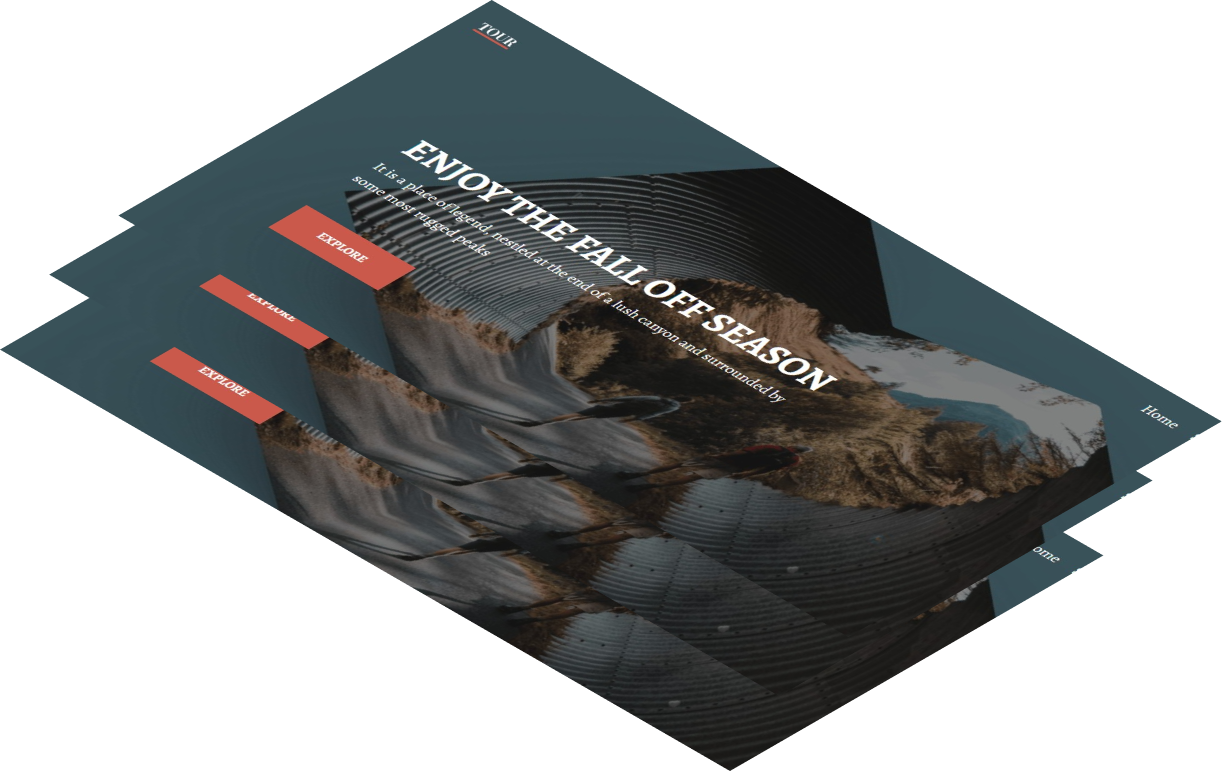 TOUR
Home
ENJOY THE FALL OFF SEASON
It is a place of legend, nestled at the end of a lush canyon and surrounded by
some most rugged peaks
EXPLORE
EXPLORE
EXPLORE
ome